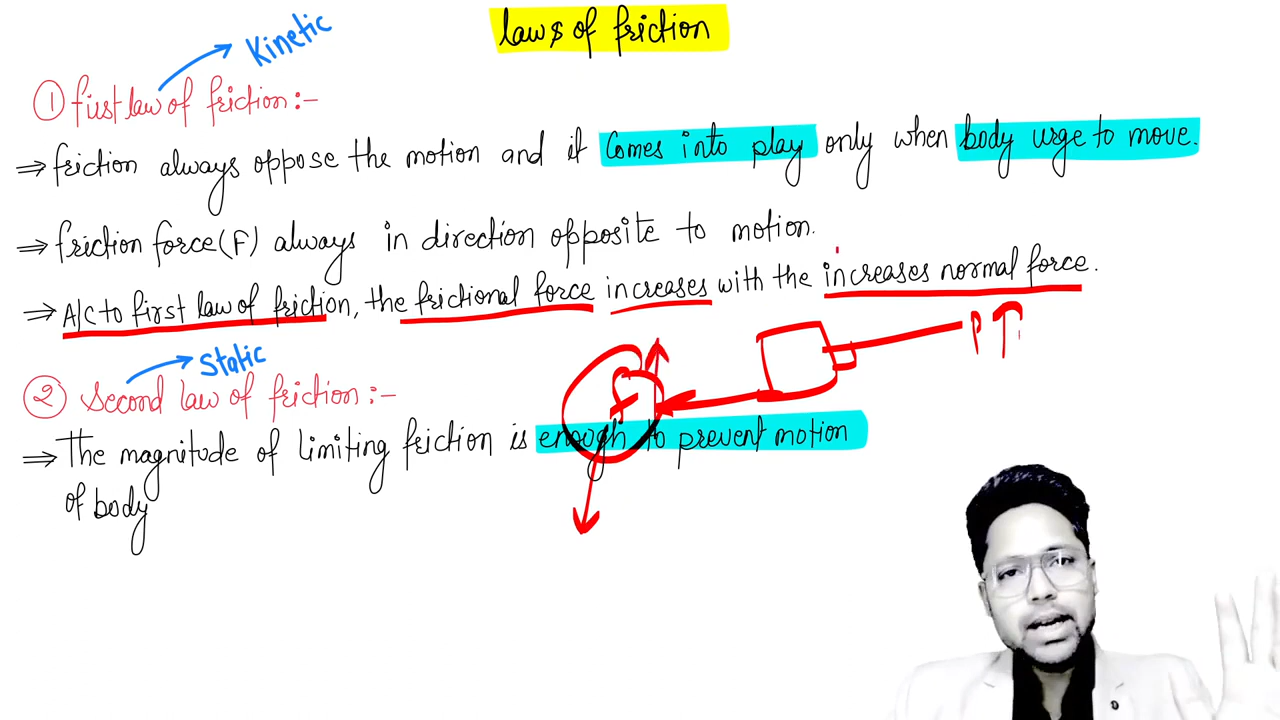 laws of friction
Kinetic
① first law of friction:-
⇒ friction always oppose the motion and it Comes into play only when body urge to move.
⇒ friction force(F) always in direction opposite to motion.
⇒ A/C to first law of friction, the frictional force increases with the increases normal force.
P↑
Static
② Second law of friction:-
f
⇒ The magnitude of limiting friction is enough to prevent motion
of body